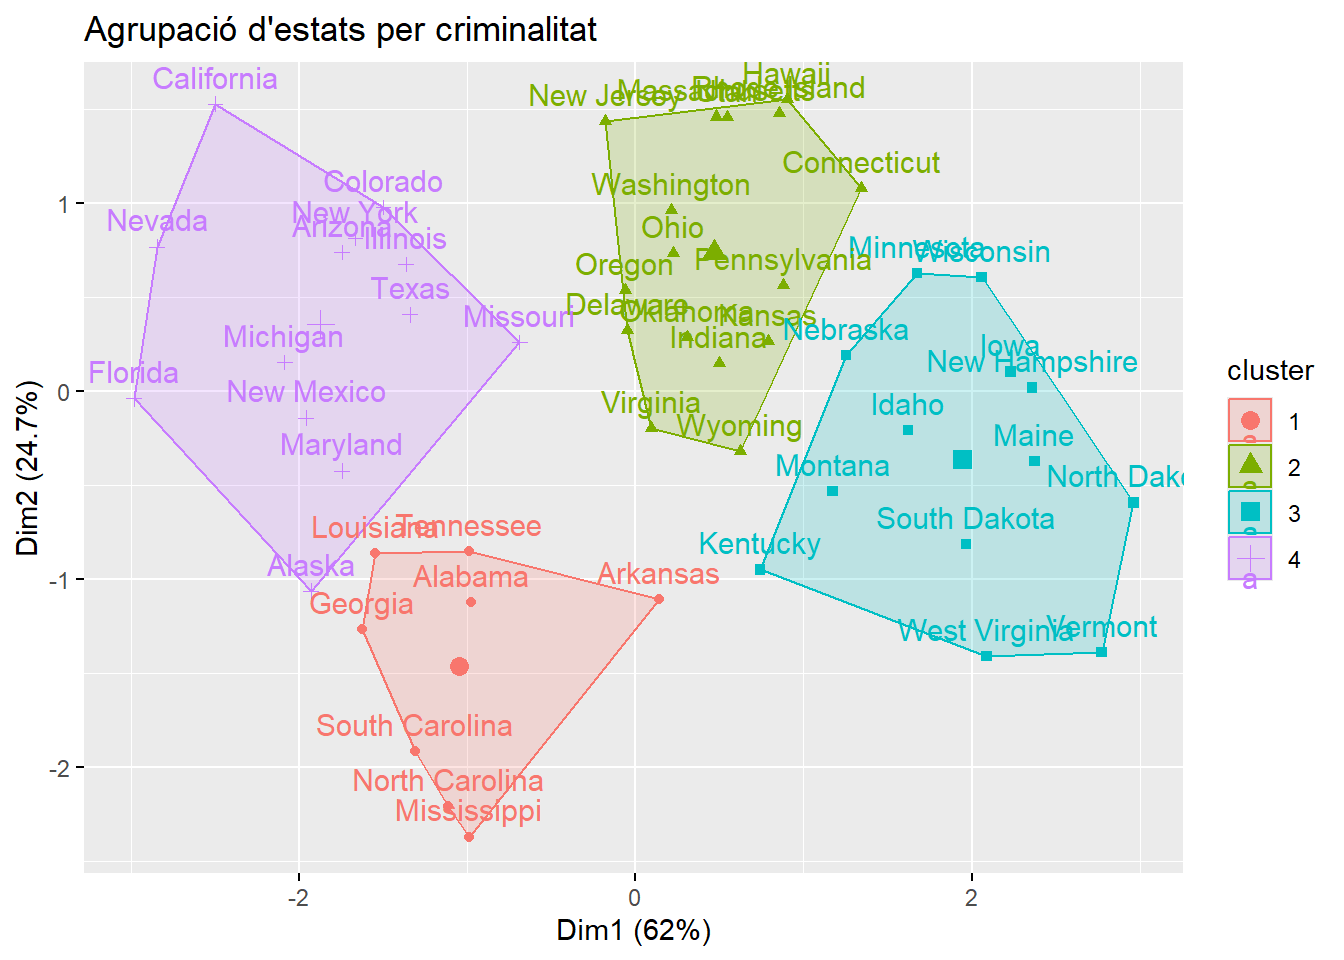 Agrupació d'estats per criminalitat
California
Hawaii
New Jersey
Massachusetts
Rhode Island
Utah
Connecticut
Colorado
Washington
New York
Nevada
Arizona
Illinois
Ohio
Minnesota
Wisconsin
Pennsylvania
Oregon
Texas
Delaware
Oklahoma
Kansas
Missouri
Nebraska
Michigan
Indiana
Iowa
New Hampshire
Florida
New Mexico
Virginia
Idaho
Wyoming
Maryland
Maine
Montana
North Dako
Louisiana
Tennessee
South Dakota
Kentucky
Alaska
Alabama
Arkansas
Georgia
West Virginia
Vermont
South Carolina
North Carolina
Mississippi
1
0
-1
-2
Dim2 (24.7%)
-2
0
2
Dim1 (62%)
cluster
1
2
3
4
a